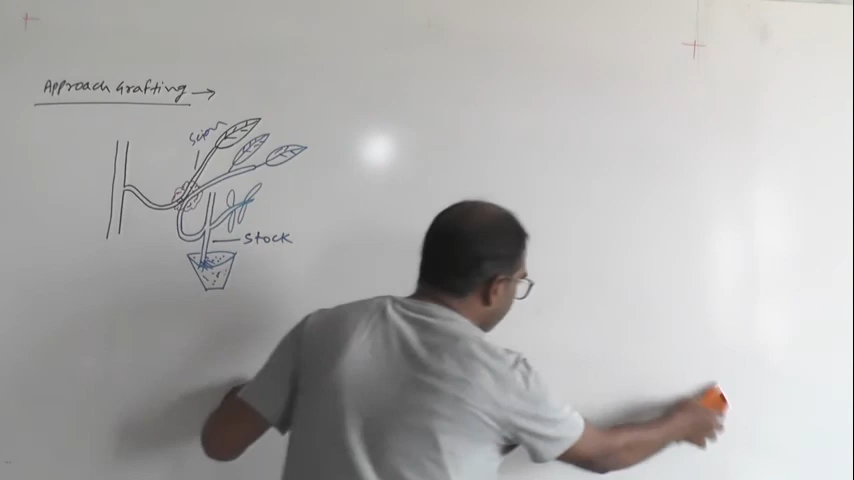 Approach Grafting →
scion
stock